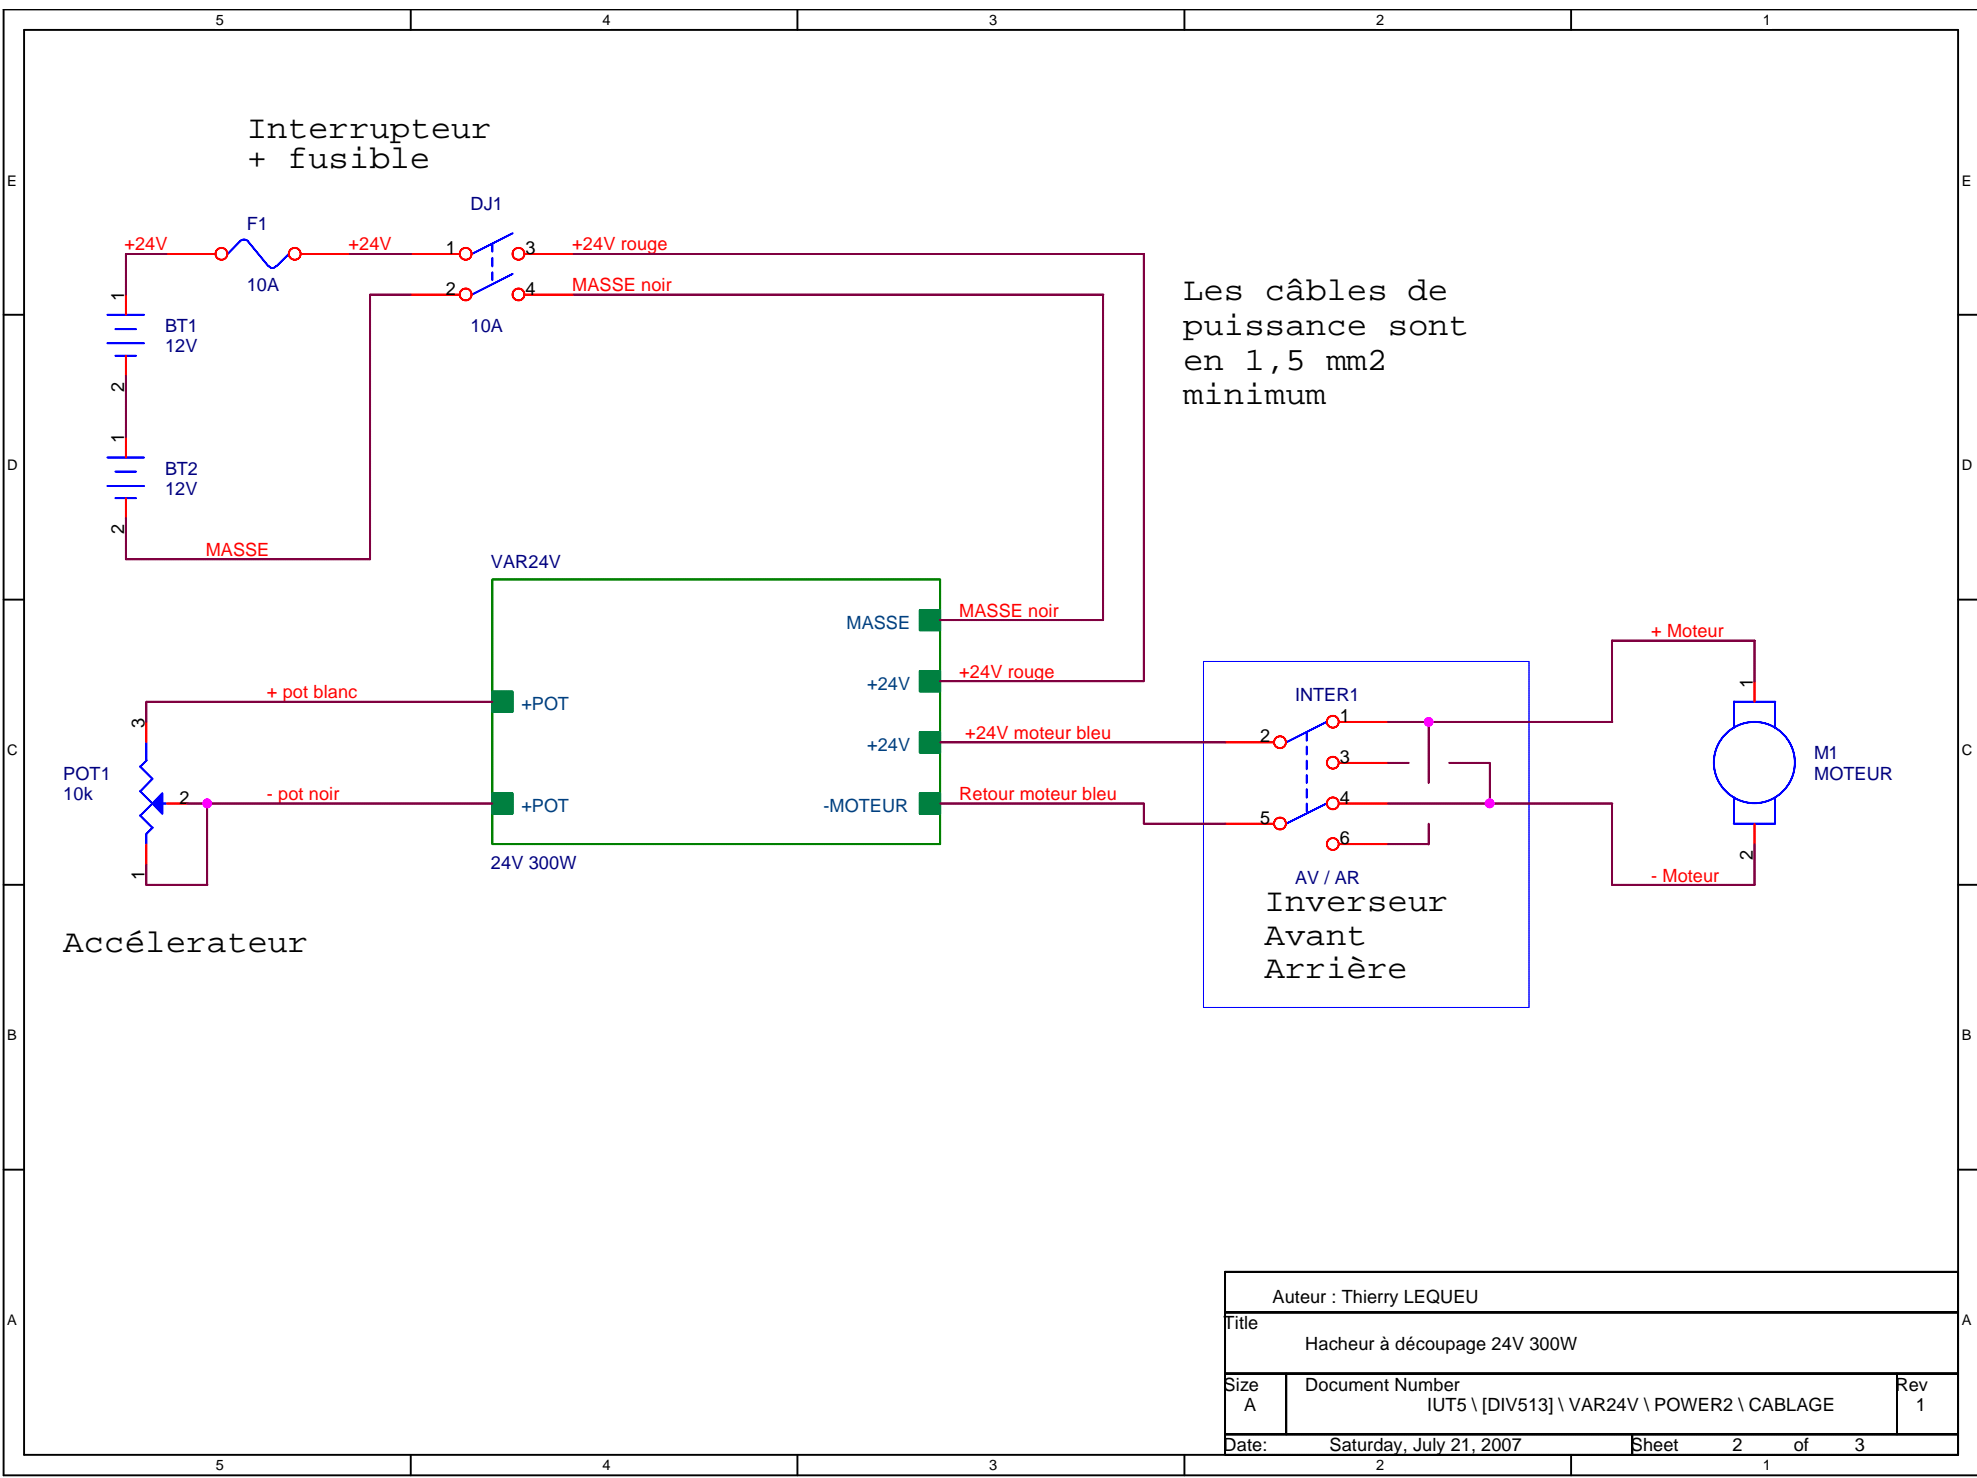 5 4 3 2 1
Interrupteur
+ fusible
E E
DJ1
F1
+24V +24V 1 3 +24V rouge
10A
2 4 MASSE noir
10A
Les câbles de
puissance sont
en 1,5 mm2
minimum
1
BT1
12V
2
1
D D
BT2
12V
2
MASSE
VAR24V
MASSE MASSE noir
+24V +24V rouge
+24V +24V moteur bleu
-MOTEUR Retour moteur bleu
+ pot blanc +POT
- pot noir +POT
24V 300W
3
POT1
10k
2
1
Accélerateur
C C
INTER1
1
2
3
4
5
6
AV / AR
Inverseur
Avant
Arrière
+ Moteur
1
M1
MOTEUR
2
- Moteur
B B
A A
Auteur : Thierry LEQUEU
Title
Hacheur à découpage 24V 300W
Size Document Number Rev
A IUT5 \ [DIV513] \ VAR24V \ POWER2 \ CABLAGE 1
Date: Saturday, July 21, 2007 Sheet 2 of 3
5 4 3 2 1